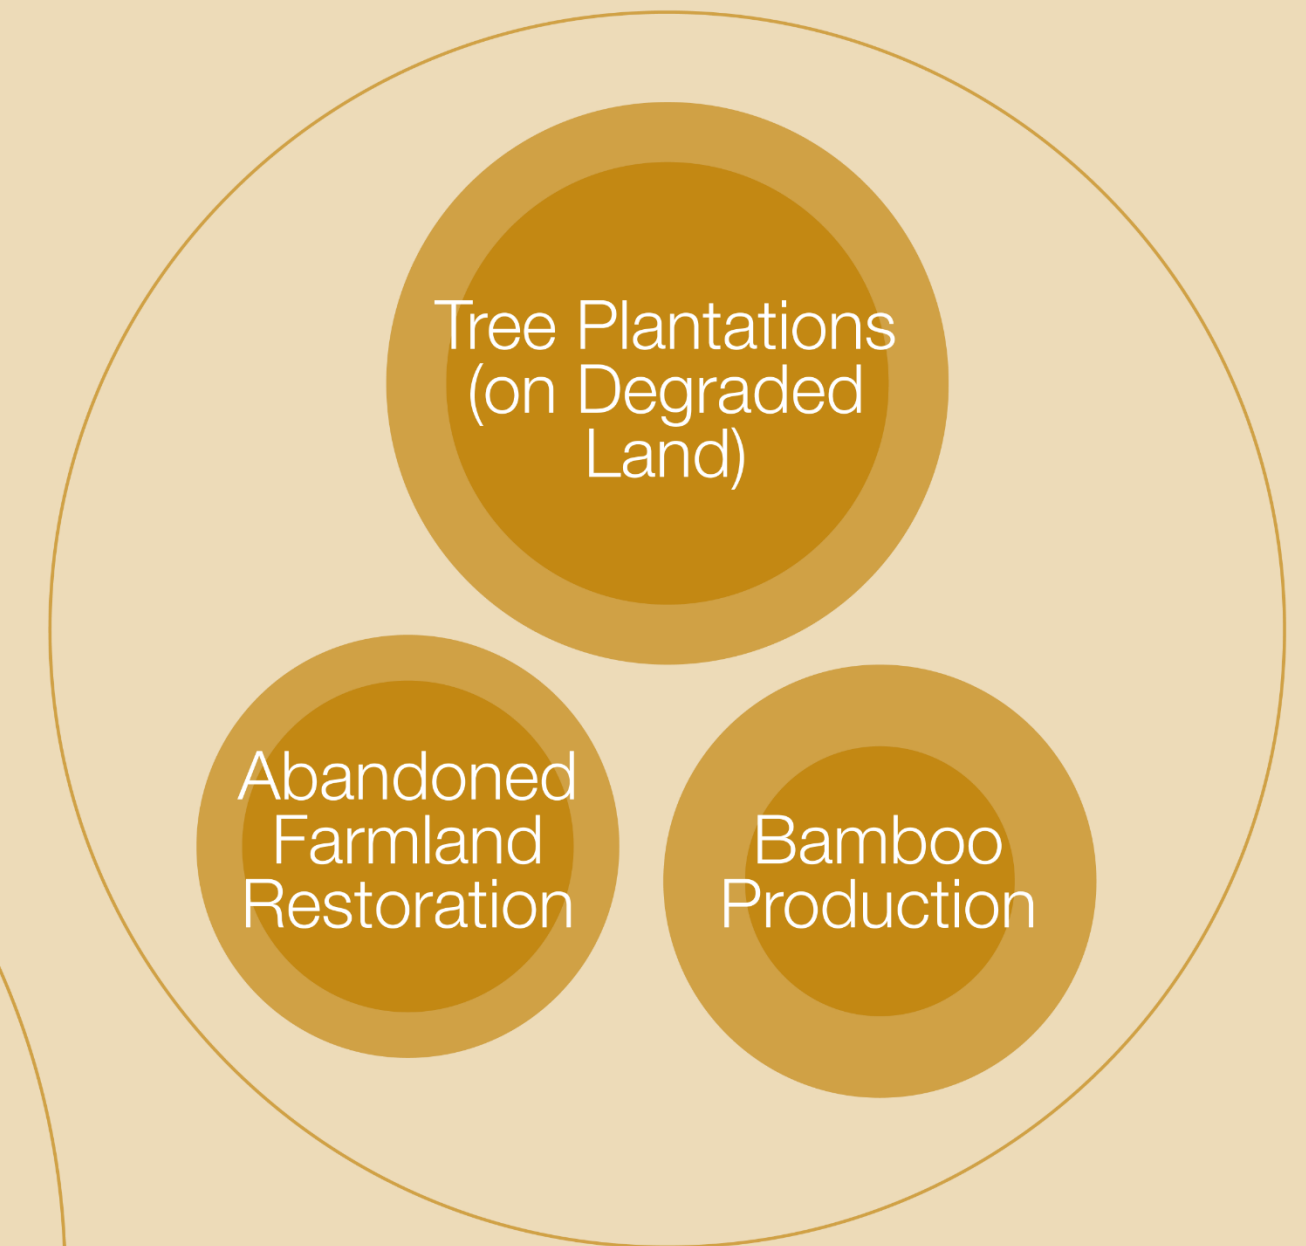 Tree Plantations
(on Degraded
Land)
Abandoned
Farmland
Restoration
Bamboo
Production